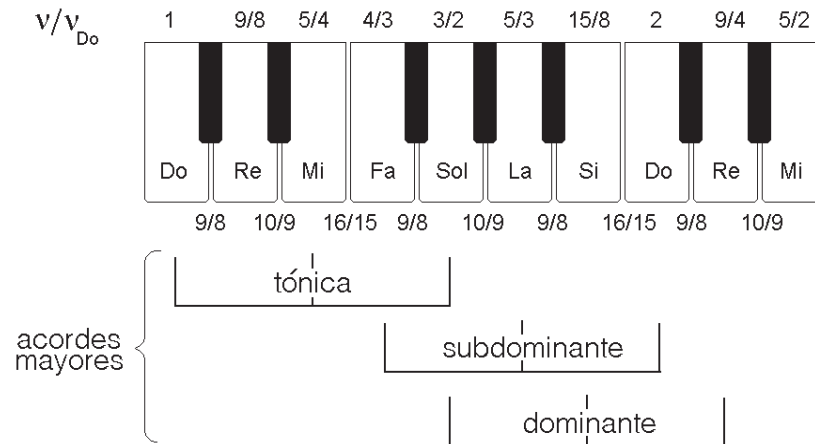 ν/ν_Do 1 9/8 5/4 4/3 3/2 5/3 15/8 2 9/4 5/2
Do Re Mi Fa Sol La Si Do Re Mi
9/8 10/9 16/15 9/8 10/9 9/8 16/15 9/8 10/9
tónica
acordes
mayores
subdominante
dominante